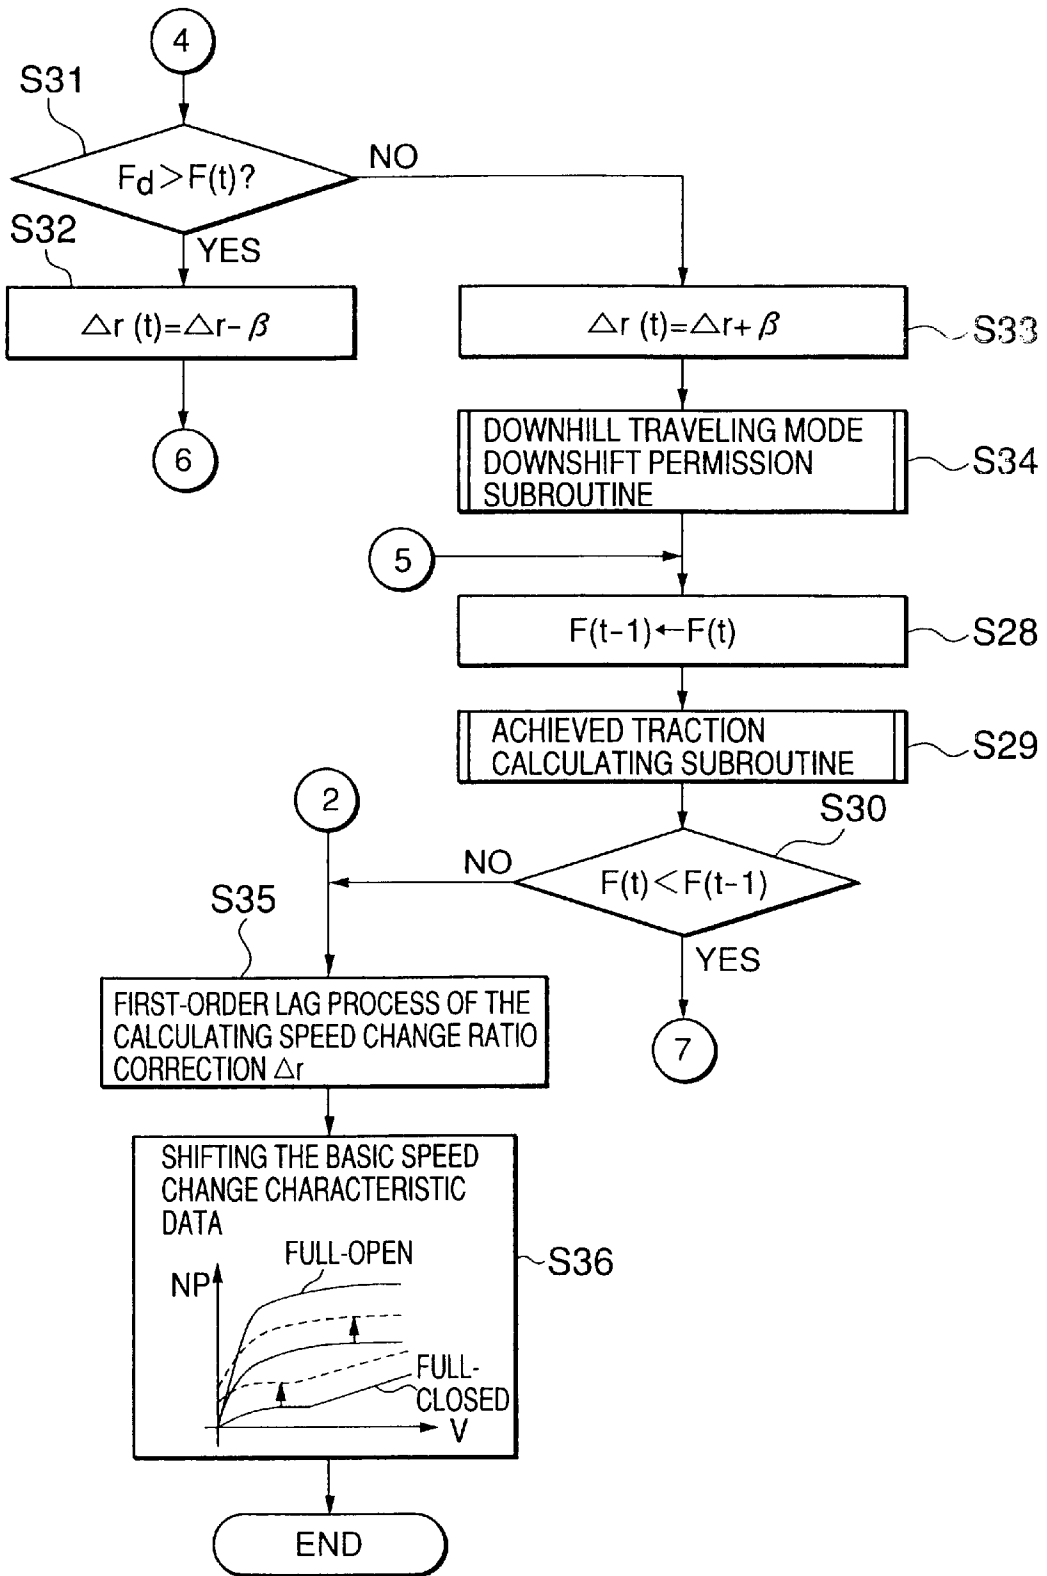 4
S31
Fd>F(t)?
NO
S32
YES
△r (t)=△r-β
△r (t)=△r+β
S33
6
DOWNHILL TRAVELING MODE
DOWNSHIFT PERMISSION
SUBROUTINE
S34
5
F(t-1)←F(t)
S28
ACHIEVED TRACTION
CALCULATING SUBROUTINE
S29
2
S30
NO
F(t)<F(t-1)
S35
YES
FIRST-ORDER LAG PROCESS OF THE
CALCULATING SPEED CHANGE RATIO
CORRECTION △r
7
SHIFTING THE BASIC SPEED
CHANGE CHARACTERISTIC
DATA
FULL-OPEN
NP
S36
FULL-
CLOSED
V
END